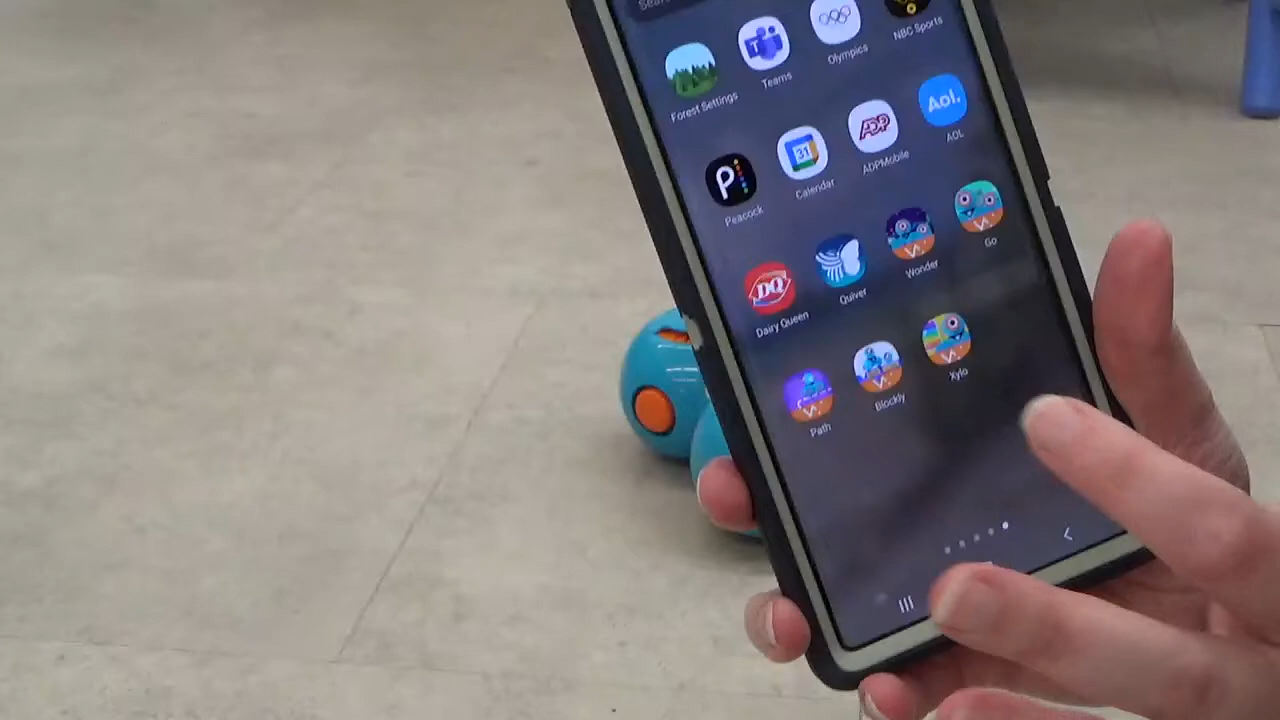 Sear
Forest Settings
Teams
Olympics
NBC Sports
Peacock
31
Calendar
ADP
ADPMobile
Aol.
AOL
DQ
Dairy Queen
Quiver
Wonder
Go
Path
Blockly
Xylo